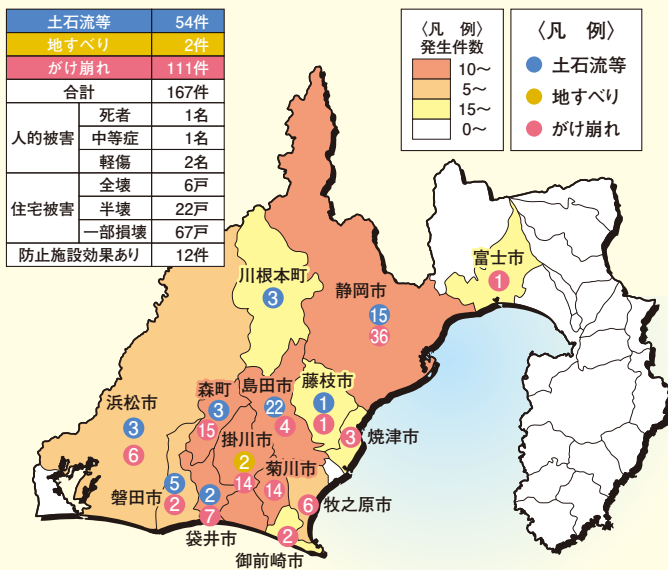 土石流等 54件
地すべり 2件
がけ崩れ 111件
合計 167件
人的被害 死者 1名
中等症 1名
軽傷 2名
住宅被害 全壊 6戸
半壊 22戸
一部損壊 67戸
防止施設効果あり 12件
〈凡 例〉
発生件数
10～
5～
15～
0～
〈凡 例〉
土石流等
地すべり
がけ崩れ
富士市
1
川根本町
3
静岡市
15
36
藤枝市
1
1
島田市
22
4
森町
3
15
浜松市
3
6
掛川市
2
14
焼津市
3
菊川市
14
磐田市
5
2
袋井市
2
7
牧之原市
6
御前崎市
2